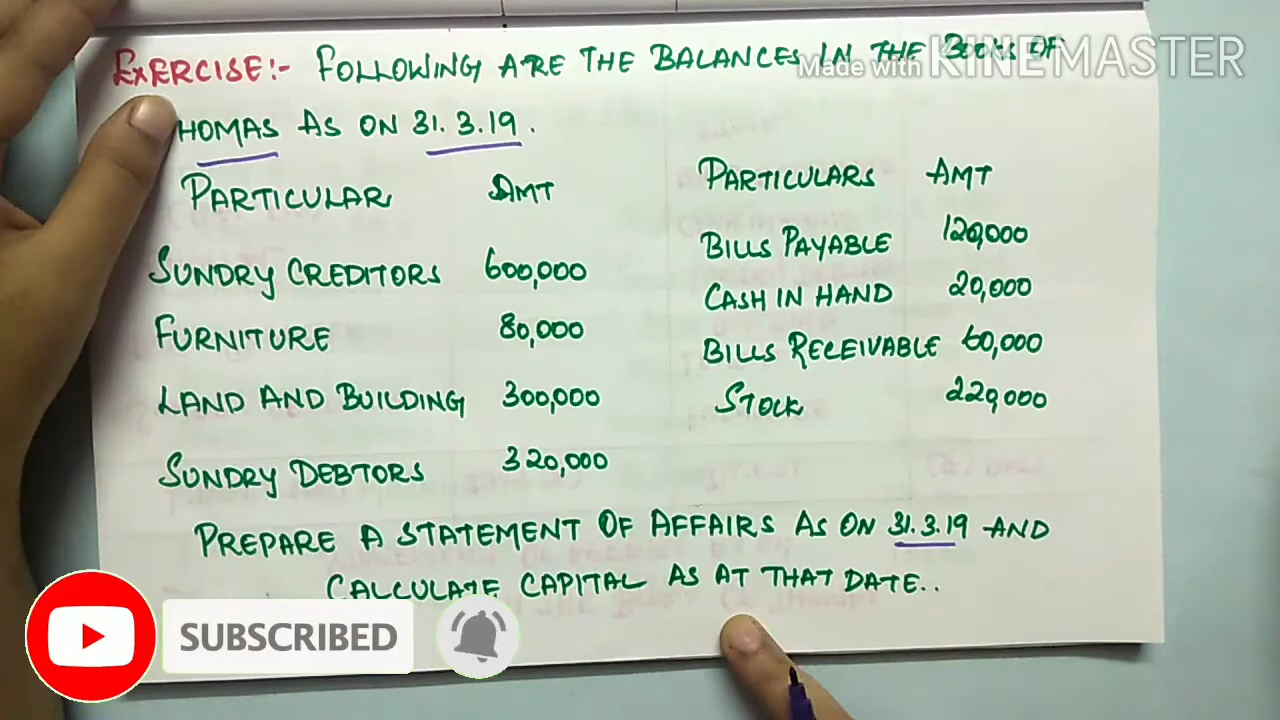 EXERCISE:- FOLLOWING ARE THE BALANCES IN THE BOOKS OF
Made with KINEMASTER
HOMAS AS ON 31.3.19.
PARTICULAR AMT
SUNDRY CREDITORS 600,000
FURNITURE 80,000
LAND AND BUILDING 300,000
SUNDRY DEBTORS 320,000
PARTICULARS AMT
BILLS PAYABLE 120,000
CASH IN HAND 20,000
BILLS RECEIVABLE 60,000
STOCK 220,000
PREPARE A STATEMENT OF AFFAIRS AS ON 31.3.19 AND
CALCULATE CAPITAL AS AT THAT DATE..
SUBSCRIBED